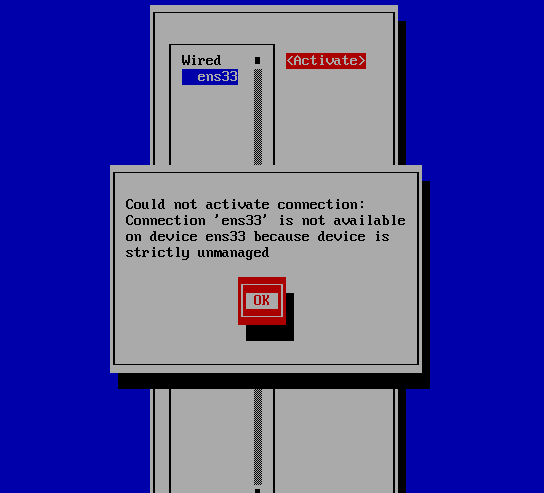 Wired
<Activate>
ens33
Could not activate connection:
Connection 'ens33' is not available
on device ens33 because device is
strictly unmanaged
OK